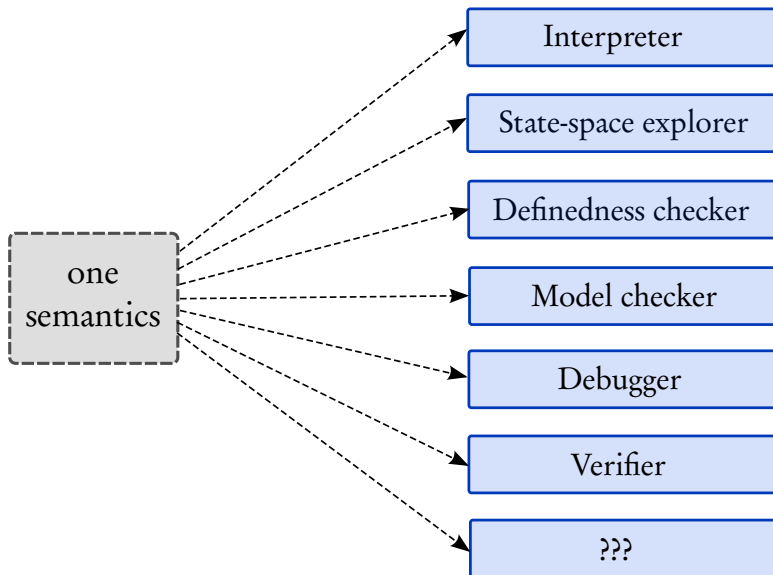 Interpreter
State-space explorer
Definedness checker
one
semantics
Model checker
Debugger
Verifier
???